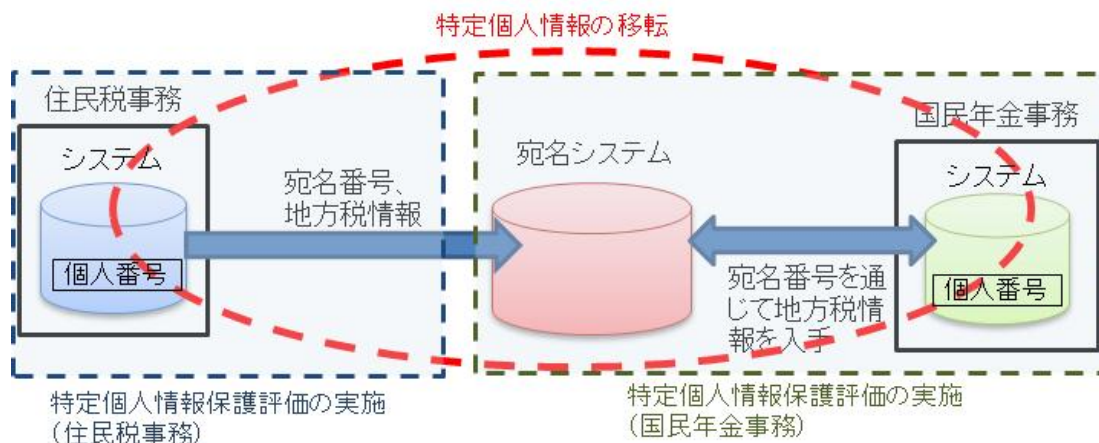 特定個人情報の移転
住民税事務
システム
個人番号
宛名番号、
地方税情報
宛名システム
国民年金事務
システム
個人番号
宛名番号を通
じて地方税情
報を入手
特定個人情報保護評価の実施
(住民税事務)
特定個人情報保護評価の実施
(国民年金事務)